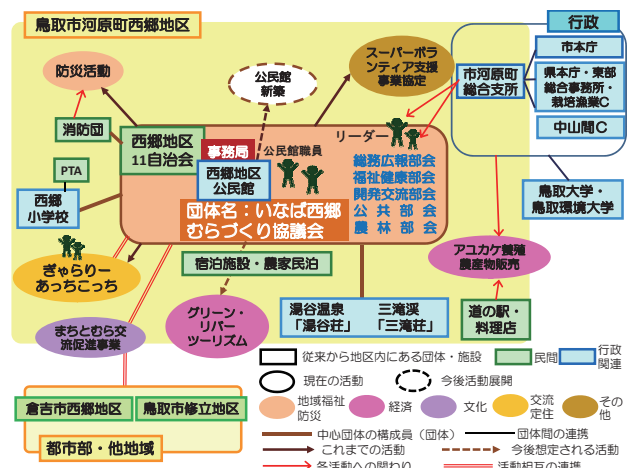 鳥取市河原町西郷地区
行政
市本庁
県本庁・東部
総合事務所・
栽培漁業C
中山間C
市河原町
総合支所
スーパーボラ
ンティア支援
事業協定
防災活動
公民館
新築
消防団
西郷地区
11自治会
事務局
公民館職員
リーダー
西郷地区
公民館
PTA
西郷
小学校
総務広報部会
福祉健康部会
開発交流部会
公共部会
農林部会
団体名：いなば西郷
むらづくり協議会
鳥取大学・
鳥取環境大学
ぎゃらりー
あっちこっち
宿泊施設・農家民泊
アユカケ養殖
農産物販売
まちとむら交
流促進事業
グリーン・
リバー
ツーリズム
湯谷温泉
「湯谷荘」
三滝渓
「三滝荘」
道の駅・
料理店
倉吉市西郷地区
鳥取市修立地区
都市部・他地域
従来から地区内にある団体・施設
民間
行政
関連
現在の活動
今後活動展開
地域福祉
防災
経済
文化
交流
定住
その
他
中心団体の構成員（団体）
団体間の連携
これまでの活動
今後想定される活動
各活動への関わり
活動相互の連携